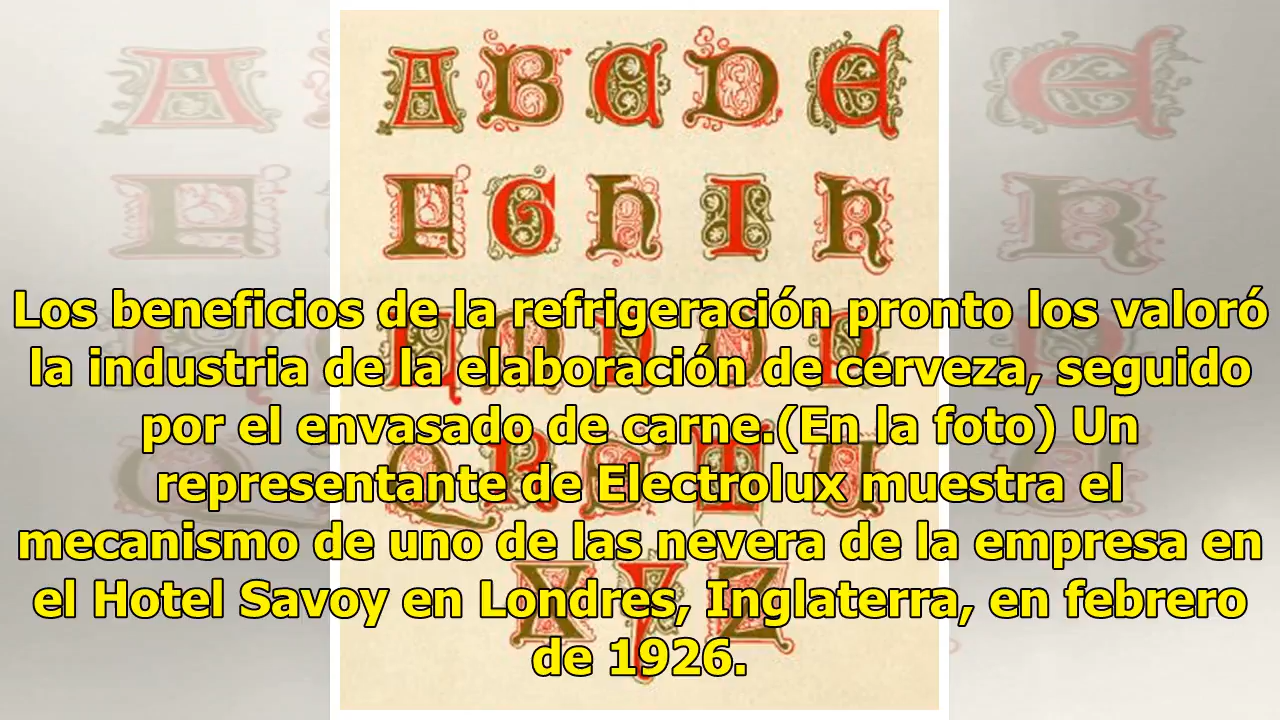 A B C D E
F G H I K
Los beneficios de la refrigeración pronto los valoró
la industria de la elaboración de cerveza, seguido
por el envasado de carne.(En la foto) Un
representante de Electrolux muestra el
mecanismo de uno de las nevera de la empresa en
el Hotel Savoy en Londres, Inglaterra, en febrero
de 1926.
L M N O P
Q R S T U
X Y Z